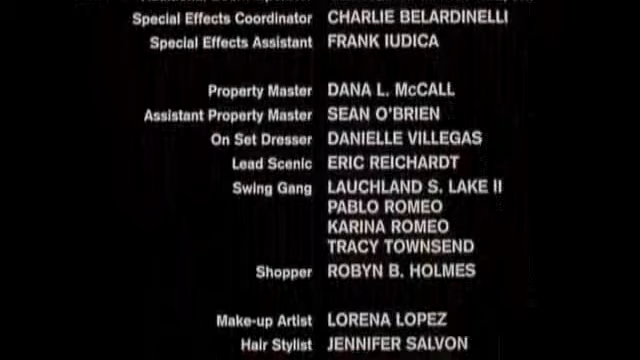 Special Effects Coordinator CHARLIE BELARDINELLI
Special Effects Assistant FRANK IUDICA
Property Master DANA L. McCALL
Assistant Property Master SEAN O'BRIEN
On Set Dresser DANIELLE VILLEGAS
Lead Scenic ERIC REICHARDT
Swing Gang LAUCHLAND S. LAKE II
PABLO ROMEO
KARINA ROMEO
TRACY TOWNSEND
Shopper ROBYN B. HOLMES
Make-up Artist LORENA LOPEZ
Hair Stylist JENNIFER SALVON